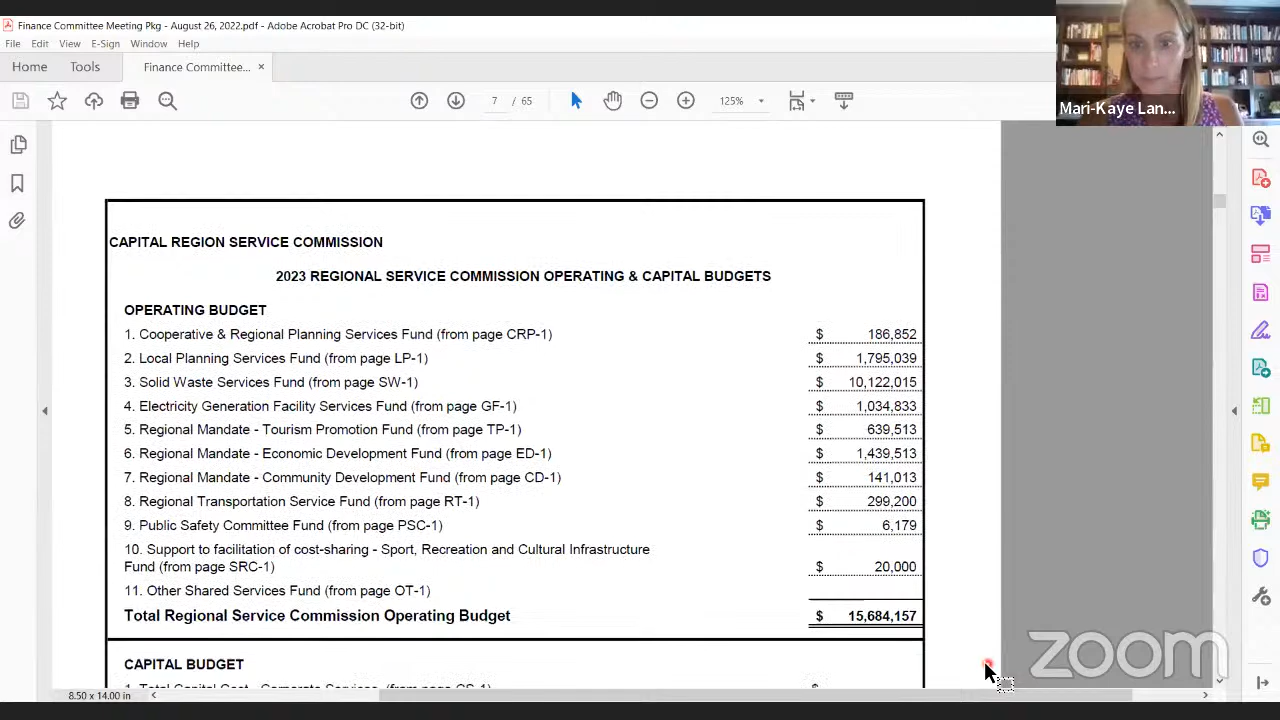 Finance Committee Meeting Pkg - August 26, 2022.pdf - Adobe Acrobat Pro DC (32-bit)
File Edit View E-Sign Window Help
Home Tools Finance Committee... ×
7 / 65 125%
Mari-Kaye Lan...
CAPITAL REGION SERVICE COMMISSION
2023 REGIONAL SERVICE COMMISSION OPERATING & CAPITAL BUDGETS
OPERATING BUDGET
1. Cooperative & Regional Planning Services Fund (from page CRP-1) $ 186,852
2. Local Planning Services Fund (from page LP-1) $ 1,795,039
3. Solid Waste Services Fund (from page SW-1) $ 10,122,015
4. Electricity Generation Facility Services Fund (from page GF-1) $ 1,034,833
5. Regional Mandate - Tourism Promotion Fund (from page TP-1) $ 639,513
6. Regional Mandate - Economic Development Fund (from page ED-1) $ 1,439,513
7. Regional Mandate - Community Development Fund (from page CD-1) $ 141,013
8. Regional Transportation Service Fund (from page RT-1) $ 299,200
9. Public Safety Committee Fund (from page PSC-1) $ 6,179
10. Support to facilitation of cost-sharing - Sport, Recreation and Cultural Infrastructure
Fund (from page SRC-1) $ 20,000
11. Other Shared Services Fund (from page OT-1)
Total Regional Service Commission Operating Budget $ 15,684,157
CAPITAL BUDGET
1. Total Capital Cost - Corporate Services (from page CS-1) $
zoom
8.50 x 14.00 in